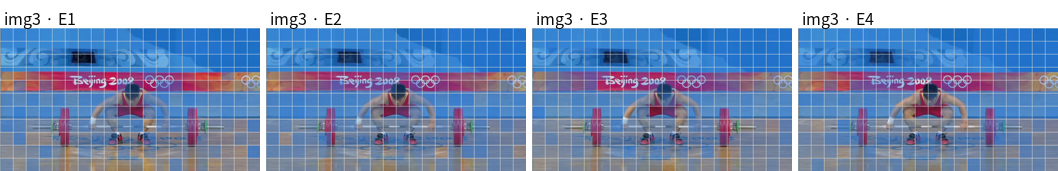 img3 · E1
img3 · E2
img3 · E3
img3 · E4
Beijing 2008
Beijing 2008
Beijing 2008
Beijing 2008